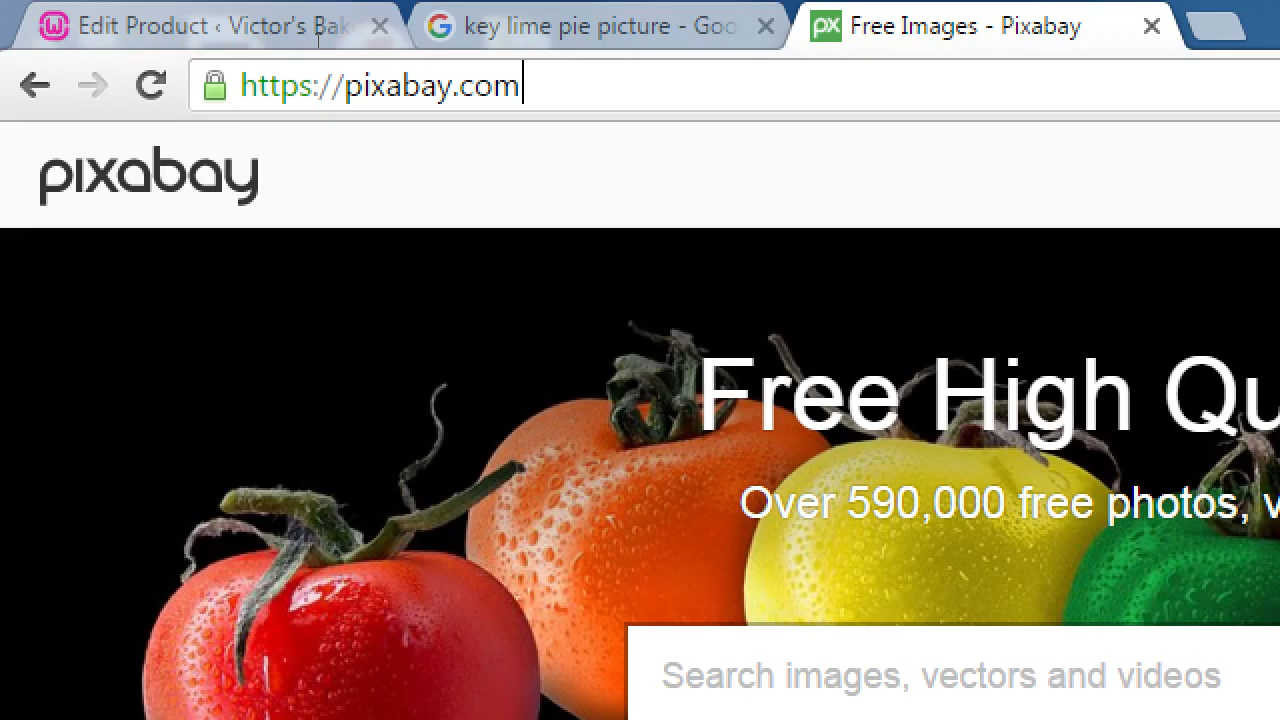 Edit Product ‹ Victor's Bak
key lime pie picture - Goo
px
Free Images - Pixabay
https://pixabay.com
pixabay
Free High Qu
Over 590,000 free photos, v
Search images, vectors and videos